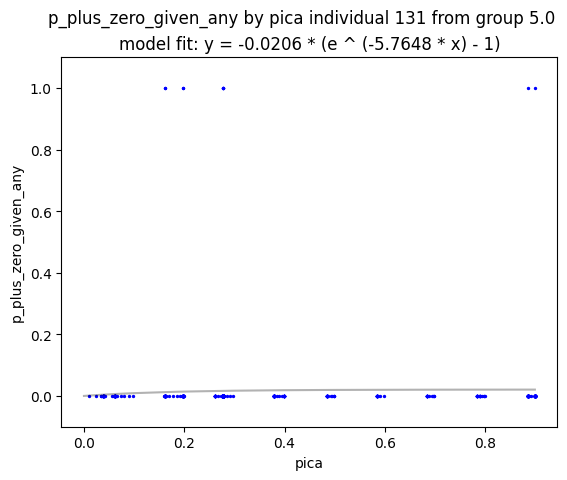 p_plus_zero_given_any by pica individual 131 from group 5.0
model fit: y = -0.0206 * (e ^ (-5.7648 * x) - 1)
p_plus_zero_given_any
1.0
0.8
0.6
0.4
0.2
0.0
0.0 0.2 0.4 0.6 0.8
pica